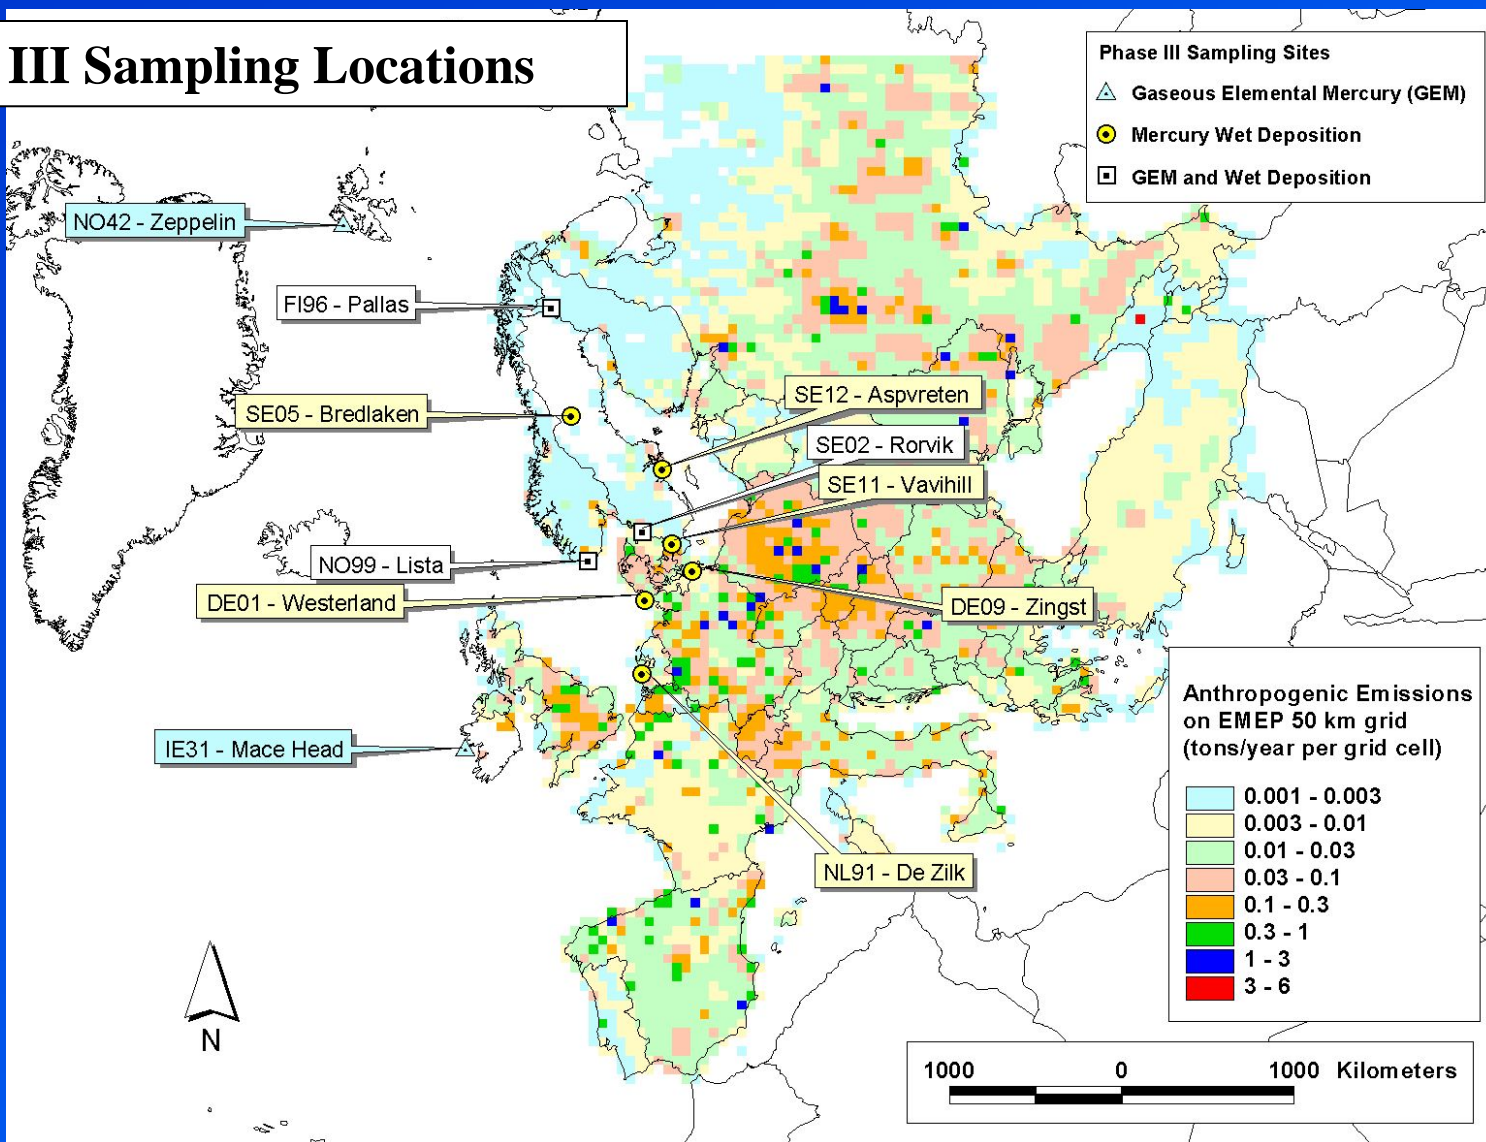 III Sampling Locations
Phase III Sampling Sites
Gaseous Elemental Mercury (GEM)
Mercury Wet Deposition
GEM and Wet Deposition
NO42 - Zeppelin
FI96 - Pallas
SE05 - Bredlaken
SE12 - Aspvreten
SE02 - Rorvik
SE11 - Vavihill
NO99 - Lista
DE01 - Westerland
DE09 - Zingst
IE31 - Mace Head
NL91 - De Zilk
Anthropogenic Emissions
on EMEP 50 km grid
(tons/year per grid cell)
0.001 - 0.003
0.003 - 0.01
0.01 - 0.03
0.03 - 0.1
0.1 - 0.3
0.3 - 1
1 - 3
3 - 6
N
1000 0 1000 Kilometers